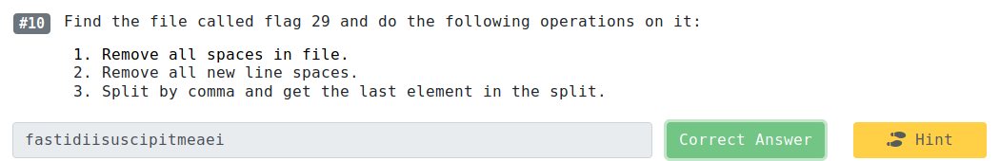 #10 Find the file called flag 29 and do the following operations on it:
1. Remove all spaces in file.
2. Remove all new line spaces.
3. Split by comma and get the last element in the split.
fastidiisuscipitmeaei Correct Answer Hint